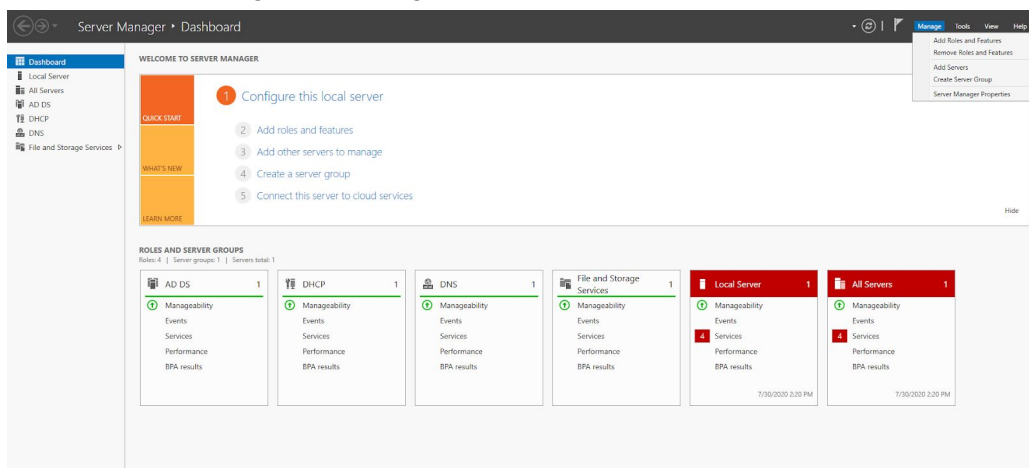 Server Manager • Dashboard
Manage Tools View Help
Add Roles and Features
Remove Roles and Features
Add Servers
Create Server Group
Server Manager Properties
Dashboard
Local Server
All Servers
AD DS
DHCP
DNS
File and Storage Services
WELCOME TO SERVER MANAGER
QUICK START
WHAT'S NEW
LEARN MORE
1 Configure this local server
2 Add roles and features
3 Add other servers to manage
4 Create a server group
5 Connect this server to cloud services
Hide
ROLES AND SERVER GROUPS
Roles: 4 | Server groups: 1 | Servers total: 1
AD DS 1
Manageability
Events
Services
Performance
BPA results
DHCP 1
Manageability
Events
Services
Performance
BPA results
DNS 1
Manageability
Events
Services
Performance
BPA results
File and Storage
Services 1
Manageability
Events
Services
Performance
BPA results
Local Server 1
Manageability
Events
4 Services
Performance
BPA results
7/30/2020 2:20 PM
All Servers 1
Manageability
Events
4 Services
Performance
BPA results
7/30/2020 2:20 PM